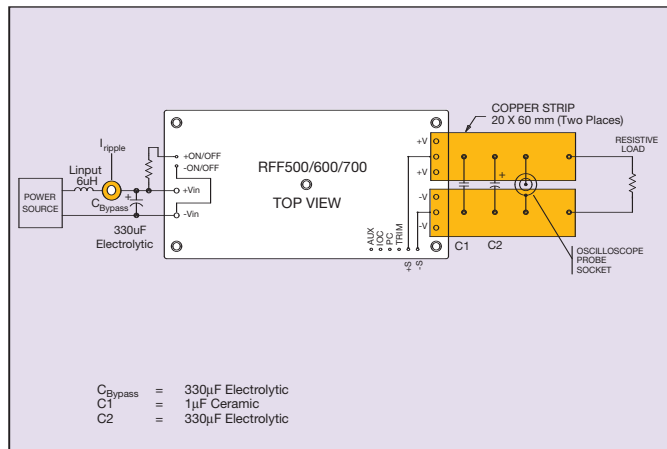 COPPER STRIP
20 X 60 mm (Two Places)
RESISTIVE
LOAD
I ripple
Linput
6uH
+ON/OFF
-ON/OFF
+Vin
-Vin
POWER
SOURCE
+
C Bypass
330uF
Electrolytic
RFF500/600/700
TOP VIEW
+V
+V
-V
-V
+
C1
C2
AUX
IOC
PC
TRIM
+S
-S
OSCILLOSCOPE
PROBE
SOCKET
C Bypass = 330µF Electrolytic
C1 = 1µF Ceramic
C2 = 330µF Electrolytic